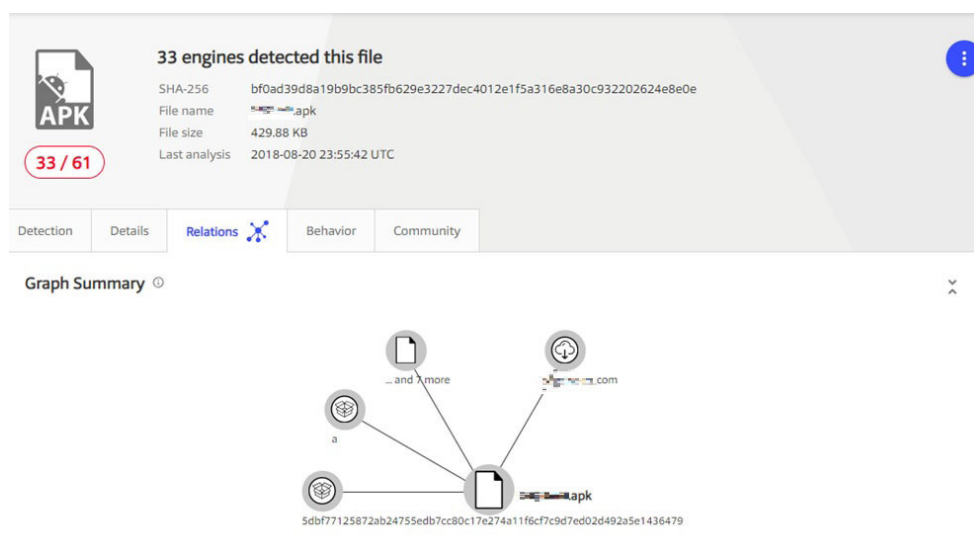 33 engines detected this file
SHA-256 bf0ad39d8a19b9bc385fb629e3227dec4012e1f5a316e8a30c932202624e8e0e
File name .apk
File size 429.88 KB
Last analysis 2018-08-20 23:55:42 UTC
APK
33 / 61
Detection Details Relations Behavior Community
Graph Summary
... and 7 more
.com
a
.apk
5dbf77125872ab24755edb7cc80c17e274a11f6cf7c9d7ed02d492a5e1436479